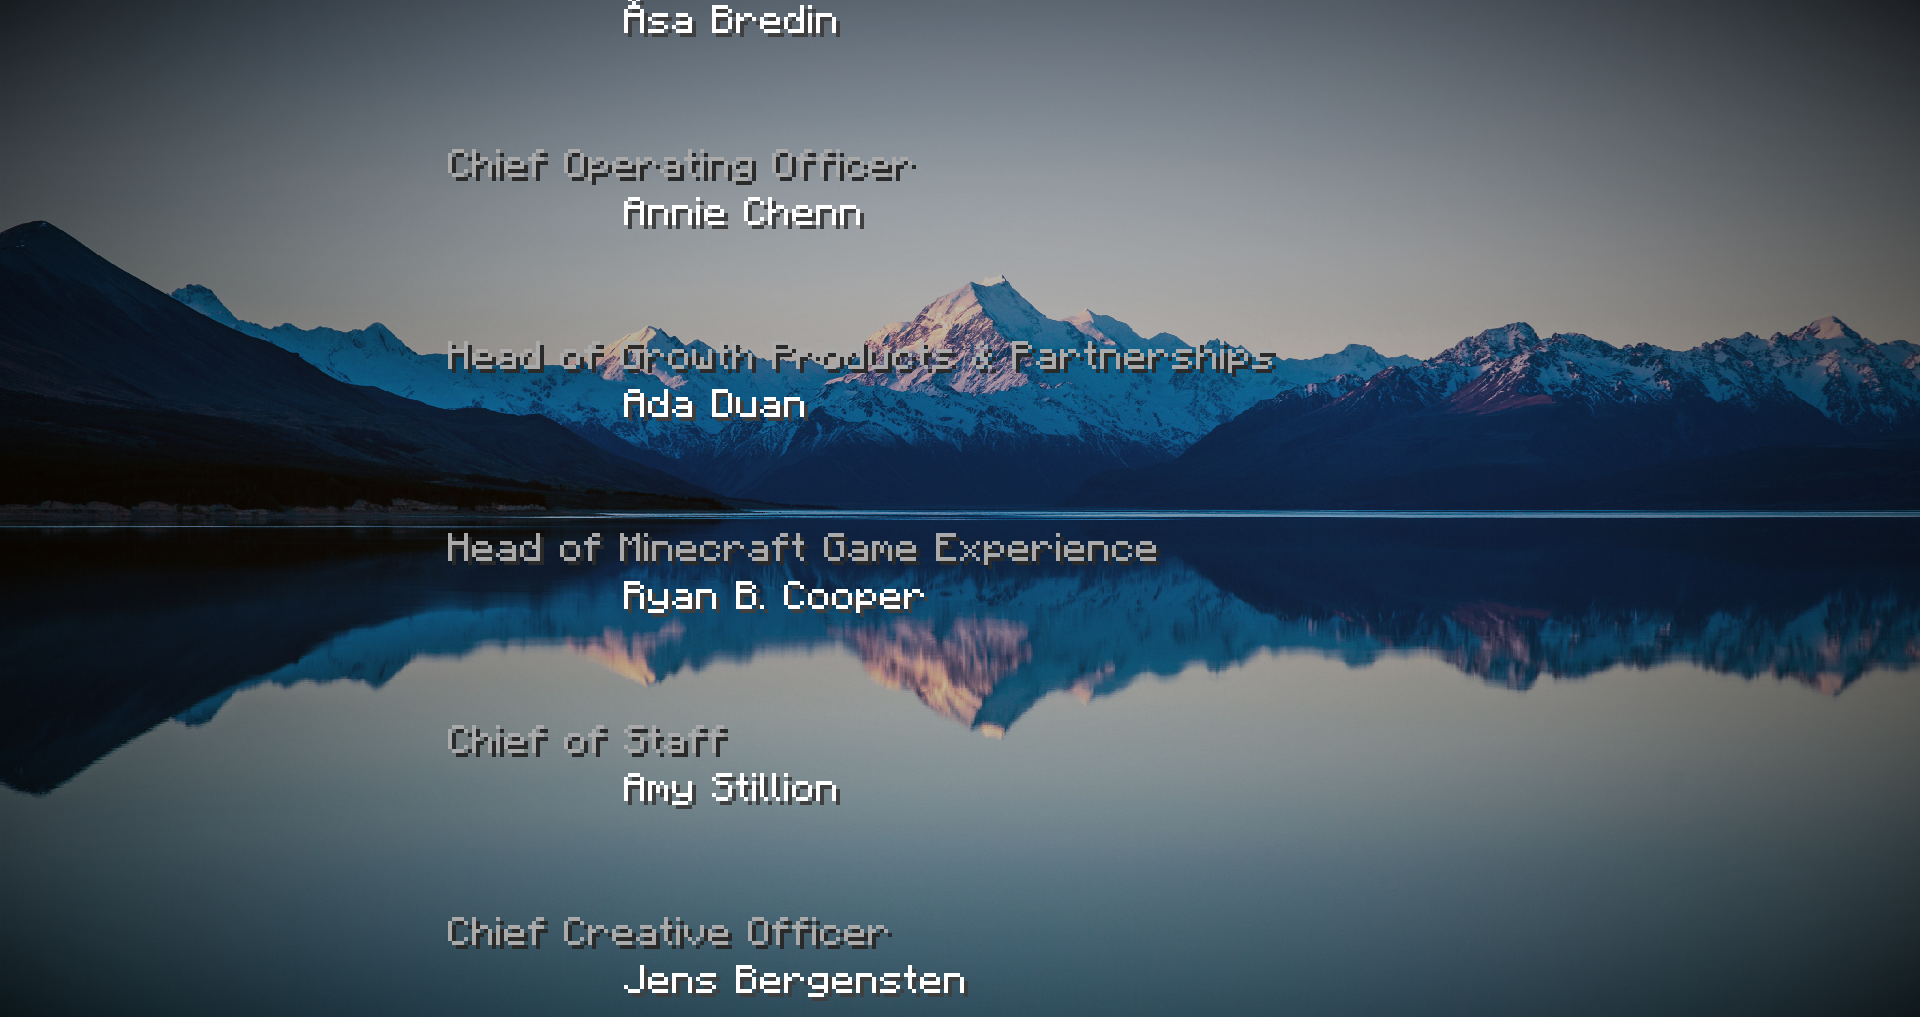 Åsa Bredin
Chief Operating Officer
Annie Chenn
Head of Growth Products & Partnerships
Ada Duan
Head of Minecraft Game Experience
Ryan B. Cooper
Chief of Staff
Amy Stillion
Chief Creative Officer
Jens Bergensten